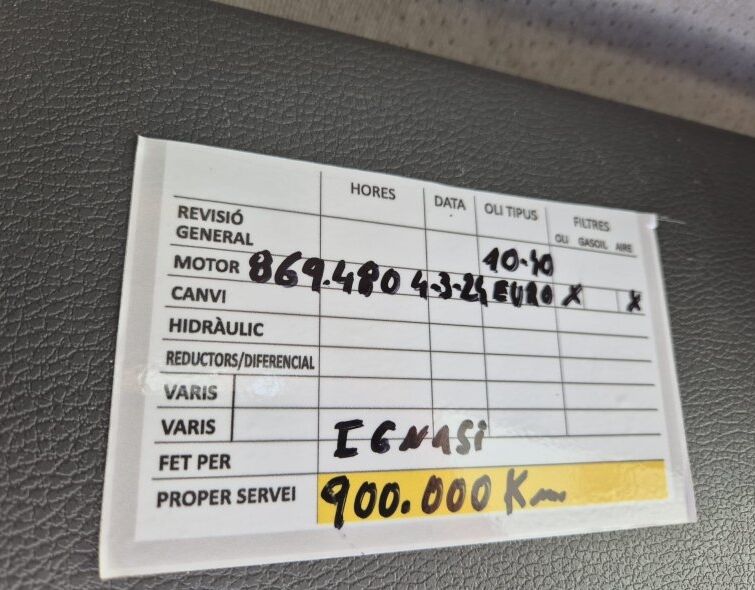 HORES DATA OLI TIPUS FILTRES
OLI GASOIL AIRE
REVISIÓ
GENERAL
10-40
MOTOR 869.480 4-3-24 EURO X X
CANVI
HIDRÀULIC
REDUCTORS/DIFERENCIAL
VARIS
VARIS
FET PER IGNASI
PROPER SERVEI 900.000 Km